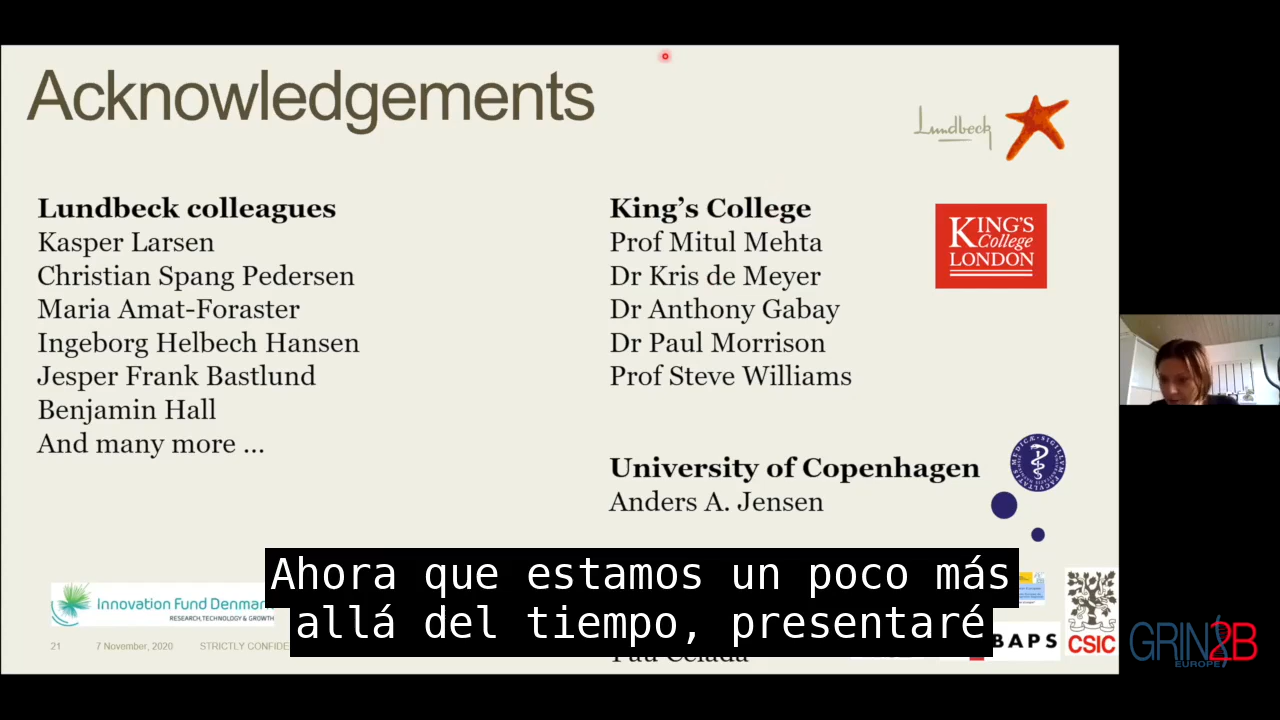 Acknowledgements
Lundbeck
Lundbeck colleagues
Kasper Larsen
Christian Spang Pedersen
Maria Amat-Foraster
Ingeborg Helbech Hansen
Jesper Frank Bastlund
Benjamin Hall
And many more ...
King's College
Prof Mitul Mehta
Dr Kris de Meyer
Dr Anthony Gabay
Dr Paul Morrison
Prof Steve Williams
KING'S
College
LONDON
University of Copenhagen
Anders A. Jensen
Ahora que estamos un poco más
allá del tiempo, presentaré
Innovation Fund Denmark
RESEARCH, TECHNOLOGY & GROWTH
21 7 November, 2020 STRICTLY CONFIDE
BAPS
CSIC
GRIN2B
EUROPE